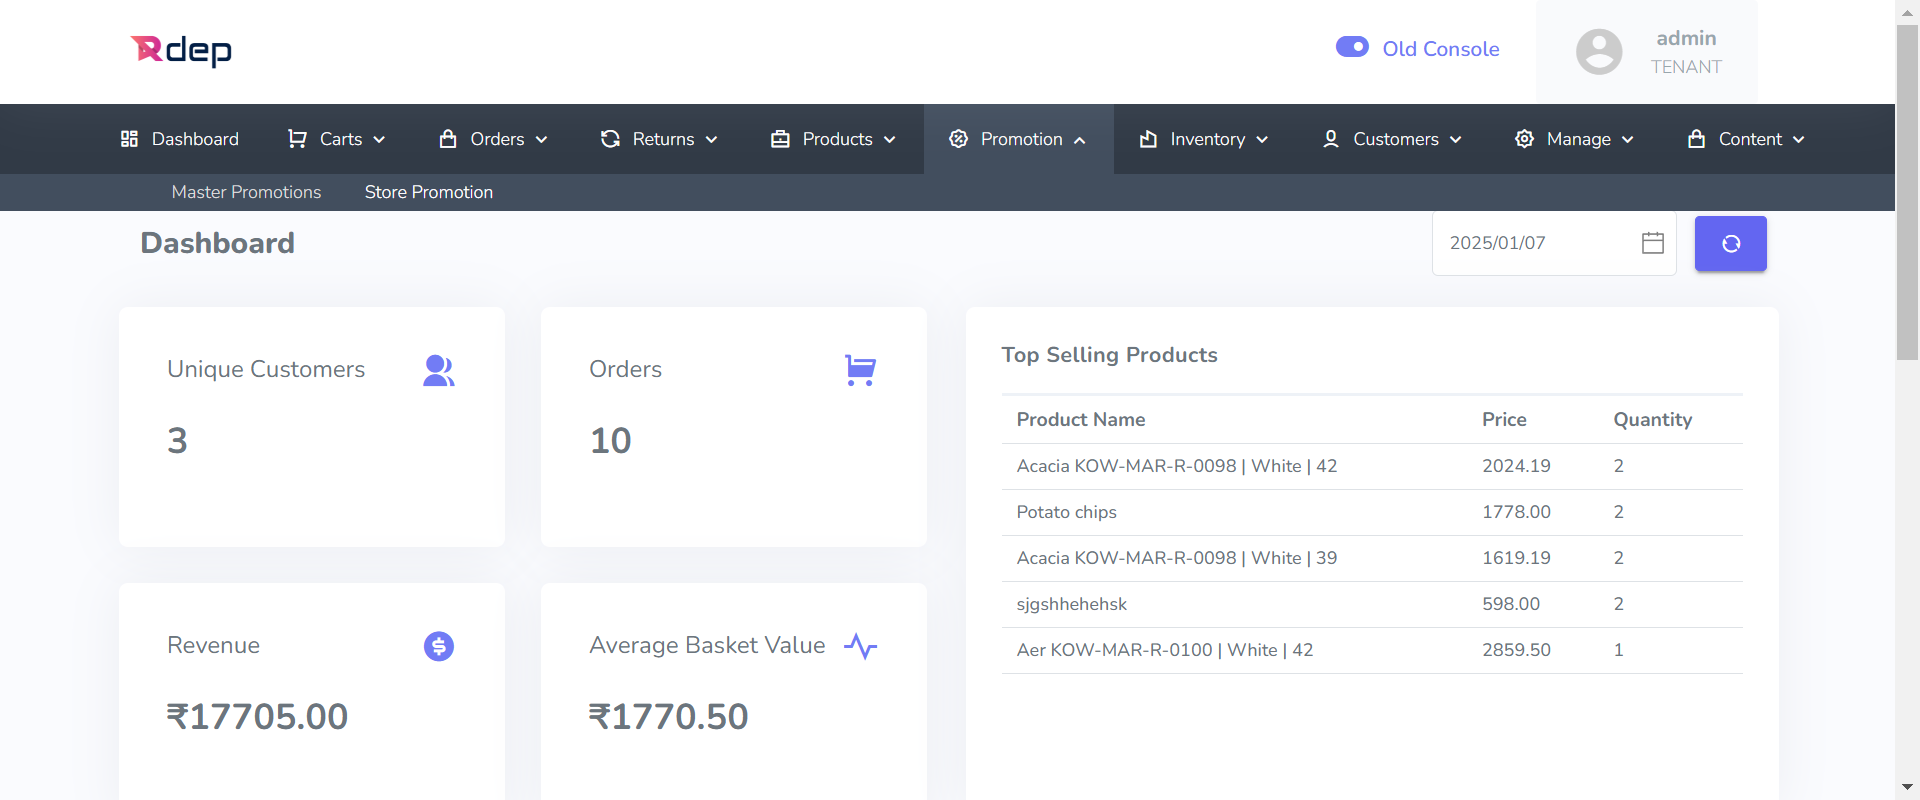 Rdep
Old Console
admin
TENANT
Dashboard Carts Orders Returns Products Promotion Inventory Customers Manage Content
Master Promotions Store Promotion
Dashboard
2025/01/07
Unique Customers
3
Orders
10
Revenue
₹17705.00
Average Basket Value
₹1770.50
Top Selling Products
Product Name Price Quantity
Acacia KOW-MAR-R-0098 | White | 42 2024.19 2
Potato chips 1778.00 2
Acacia KOW-MAR-R-0098 | White | 39 1619.19 2
sjgshhehehsk 598.00 2
Aer KOW-MAR-R-0100 | White | 42 2859.50 1